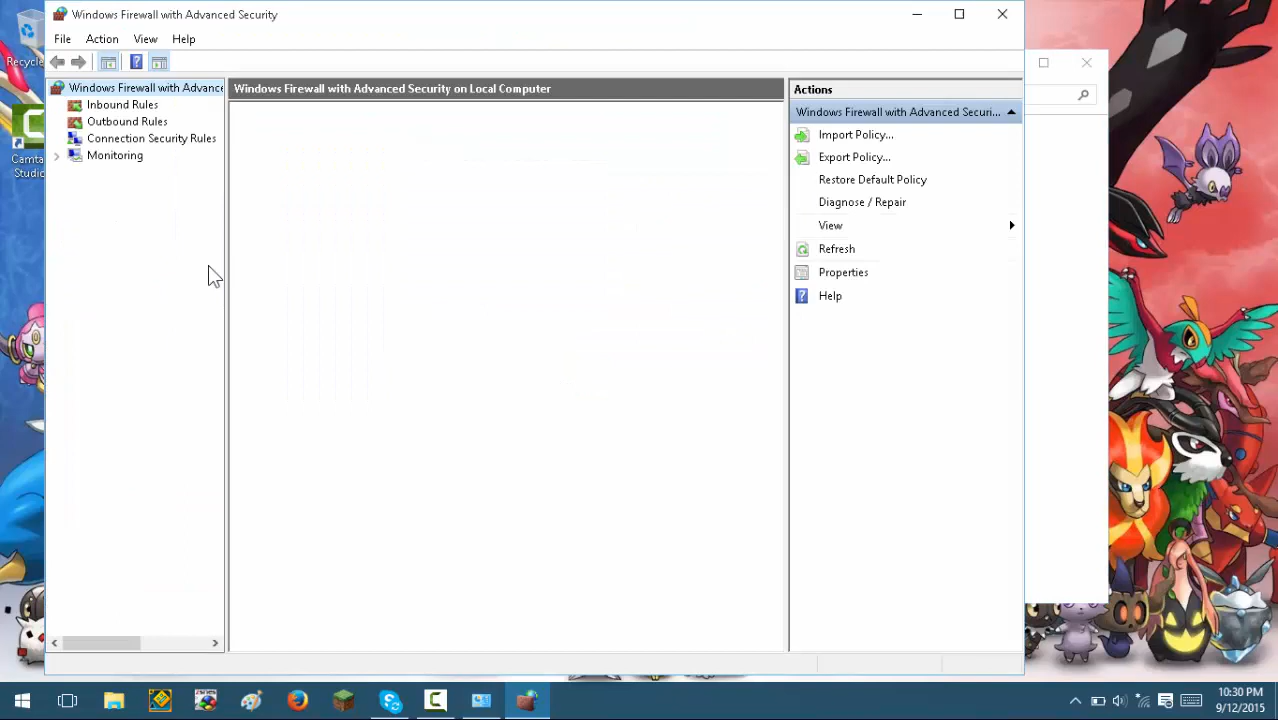 Windows Firewall with Advanced Security
File Action View Help
Windows Firewall with Advance
Inbound Rules
Outbound Rules
Connection Security Rules
Monitoring
Windows Firewall with Advanced Security on Local Computer
Actions
Windows Firewall with Advanced Securi...
Import Policy...
Export Policy...
Restore Default Policy
Diagnose / Repair
View
Refresh
Properties
Help
Recycle
Camta
Studio
10:30 PM
9/12/2015